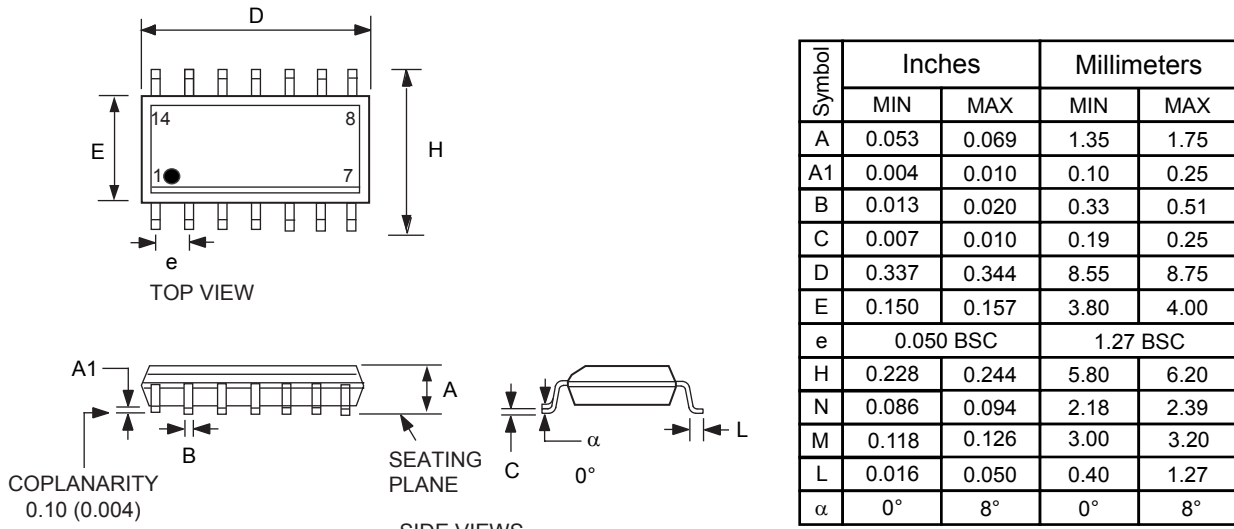 D
E
H
14
8
1
7
e
TOP VIEW
A1
A
B
COPLANARITY
0.10 (0.004)
SEATING
PLANE
C
α
0°
L
SIDE VIEWS
Symbol Inches Millimeters
MIN MAX MIN MAX
A 0.053 0.069 1.35 1.75
A1 0.004 0.010 0.10 0.25
B 0.013 0.020 0.33 0.51
C 0.007 0.010 0.19 0.25
D 0.337 0.344 8.55 8.75
E 0.150 0.157 3.80 4.00
e 0.050 BSC 1.27 BSC
H 0.228 0.244 5.80 6.20
N 0.086 0.094 2.18 2.39
M 0.118 0.126 3.00 3.20
L 0.016 0.050 0.40 1.27
α 0° 8° 0° 8°